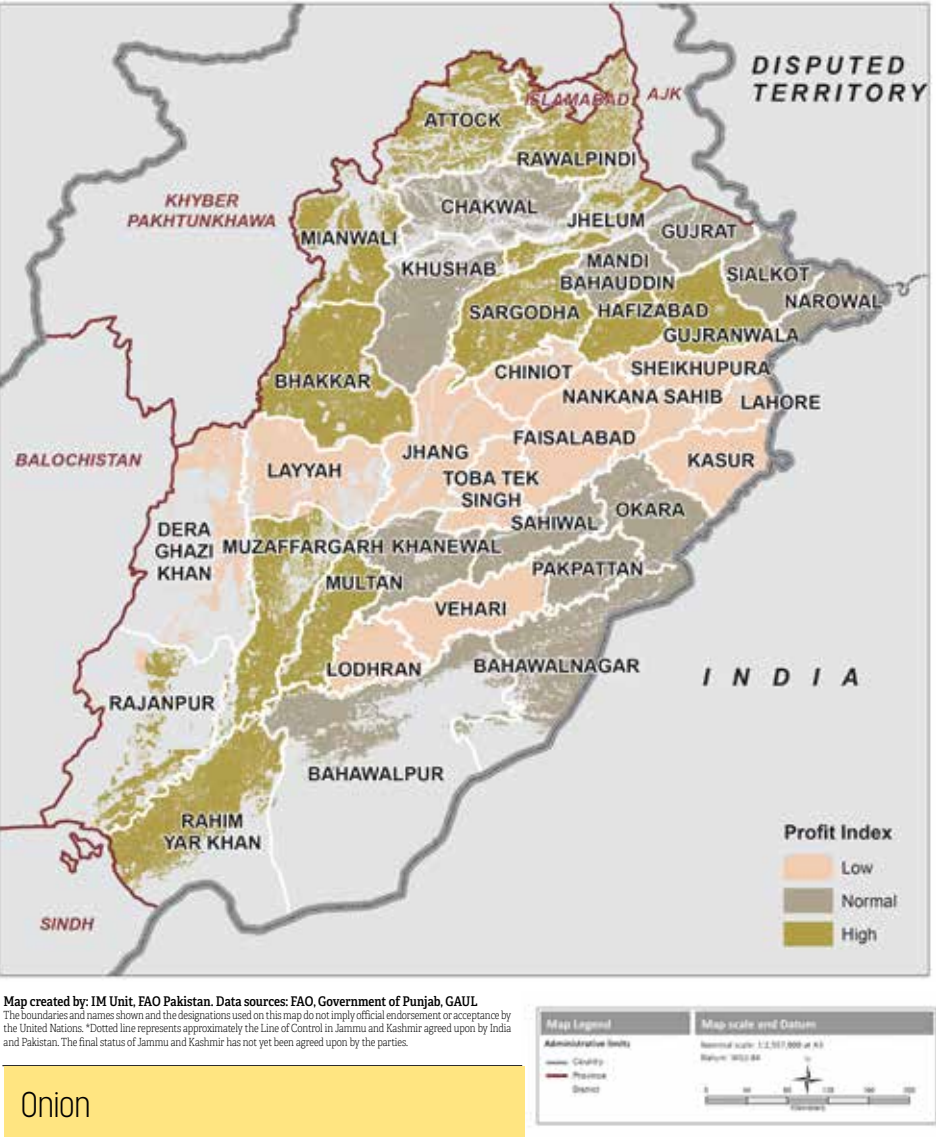 DISPUTED
TERRITORY
ISLAMABAD
AJK
ATTOCK
RAWALPINDI
KHYBER
PAKHTUNKHAWA
CHAKWAL
JHELUM
MIANWALI
GUJRAT
KHUSHAB
MANDI
BAHAUDDIN
SIALKOT
NAROWAL
SARGODHA
HAFIZABAD
GUJRANWALA
BHAKKAR
CHINIOT
SHEIKHUPURA
NANKANA SAHIB
LAHORE
BALOCHISTAN
LAYYAH
JHANG
FAISALABAD
KASUR
TOBA TEK
SINGH
DERA
GHAZI
KHAN
SAHIWAL
OKARA
MUZAFFARGARH
KHANEWAL
MULTAN
PAKPATTAN
VEHARI
LODHRAN
BAHAWALNAGAR
INDIA
RAJANPUR
BAHAWALPUR
RAHIM
YAR KHAN
SINDH
Profit Index
Low
Normal
High
Map created by: IM Unit, FAO Pakistan. Data sources: FAO, Government of Punjab, GAUL
The boundaries and names shown and the designations used on this map do not imply official endorsement or acceptance by
the United Nations. *Dotted line represents approximately the Line of Control in Jammu and Kashmir agreed upon by India
and Pakistan. The final status of Jammu and Kashmir has not yet been agreed upon by the parties.
Map Legend
Administrative limits
Country
Province
District
Map scale and Datum
Kilometers
Onion